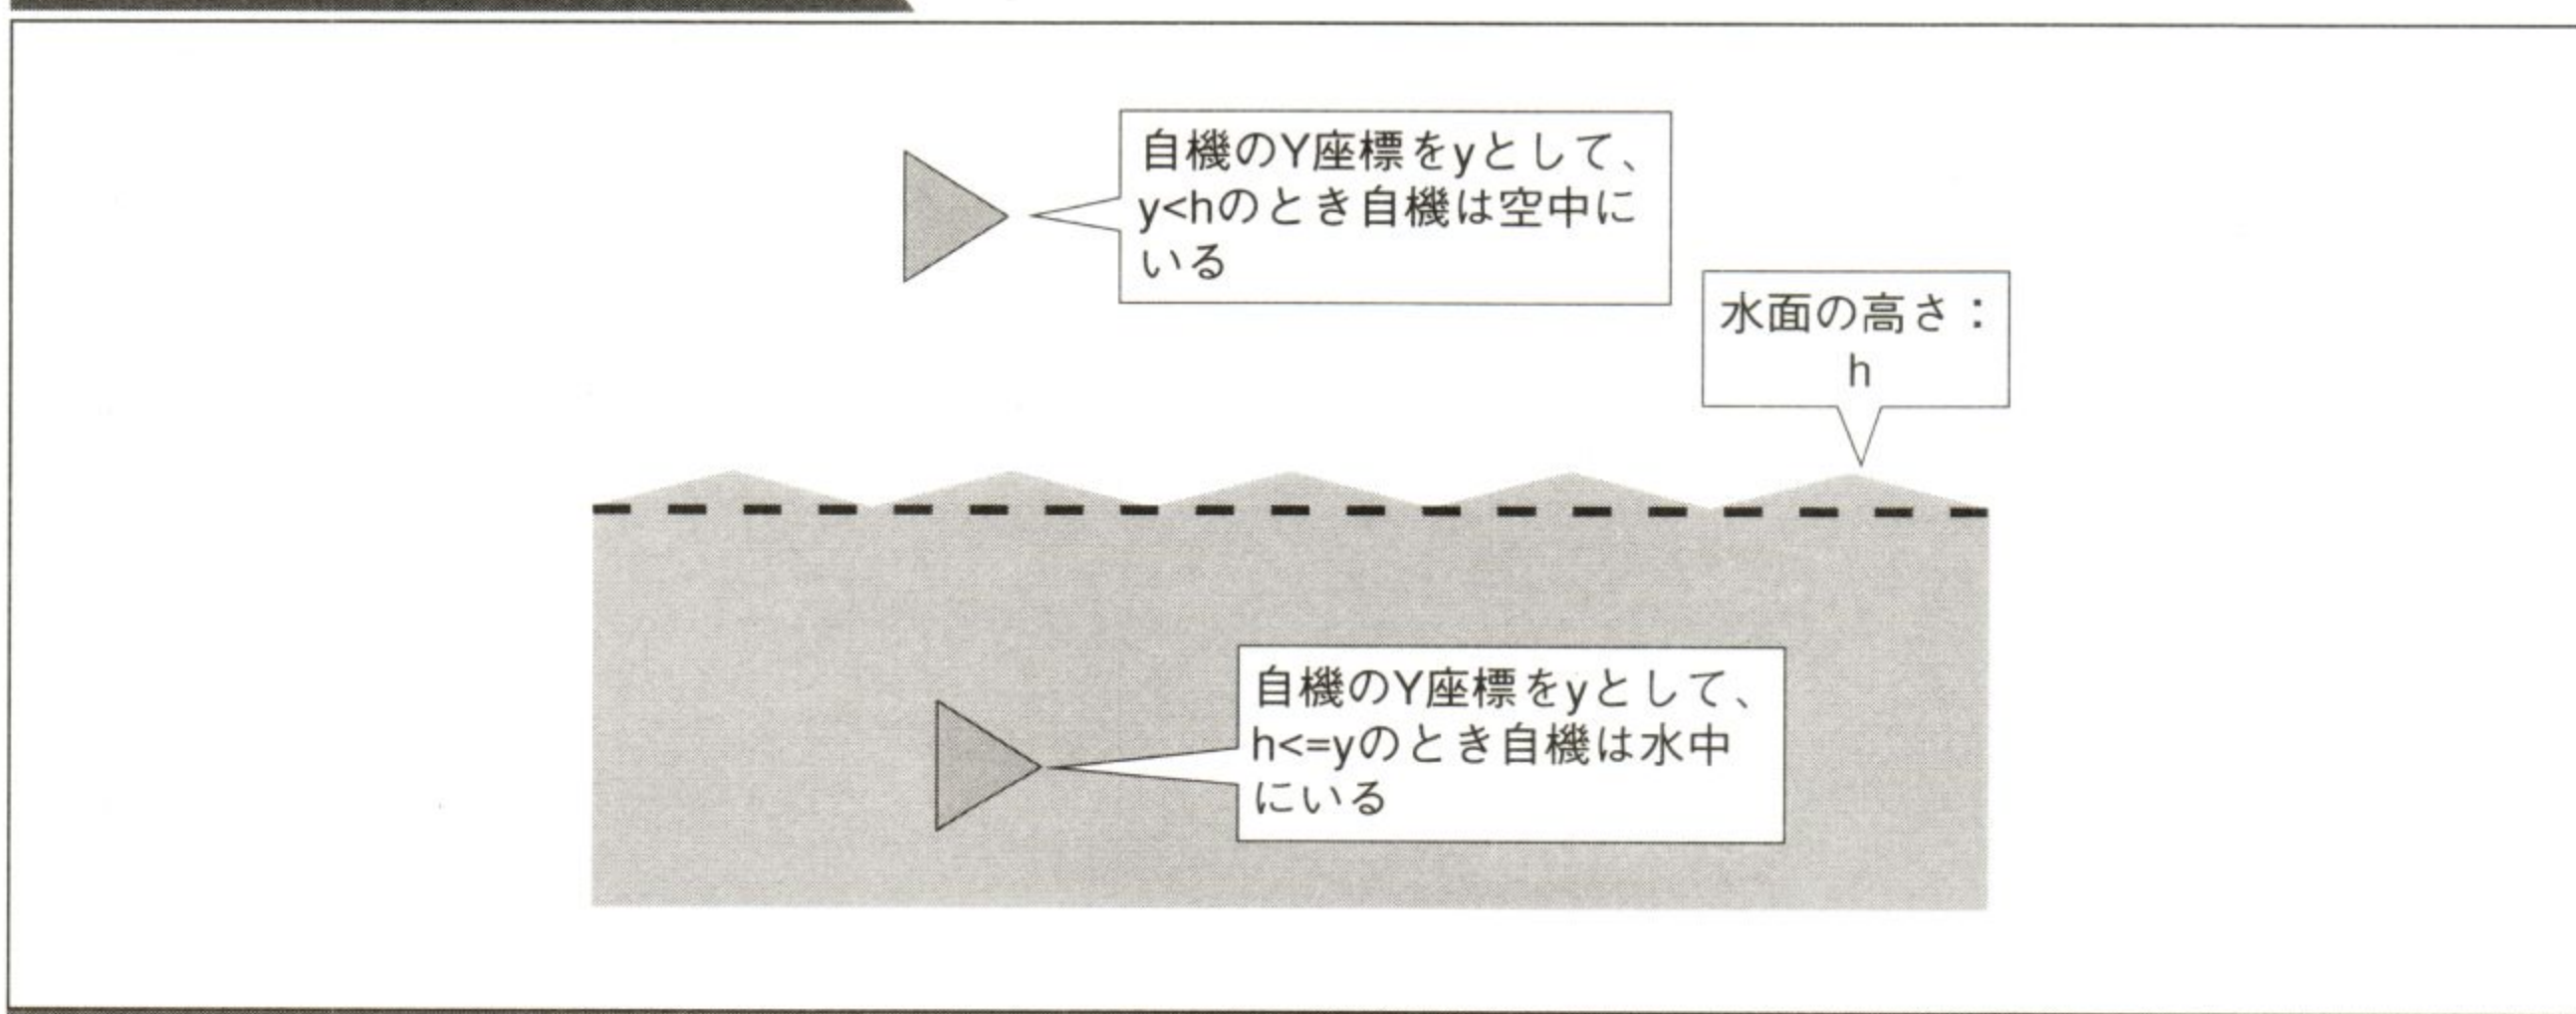 自機のY座標をyとして、
y<hのとき自機は空中に
いる
水面の高さ：
h
自機のY座標をyとして、
h<=yのとき自機は水中
にいる